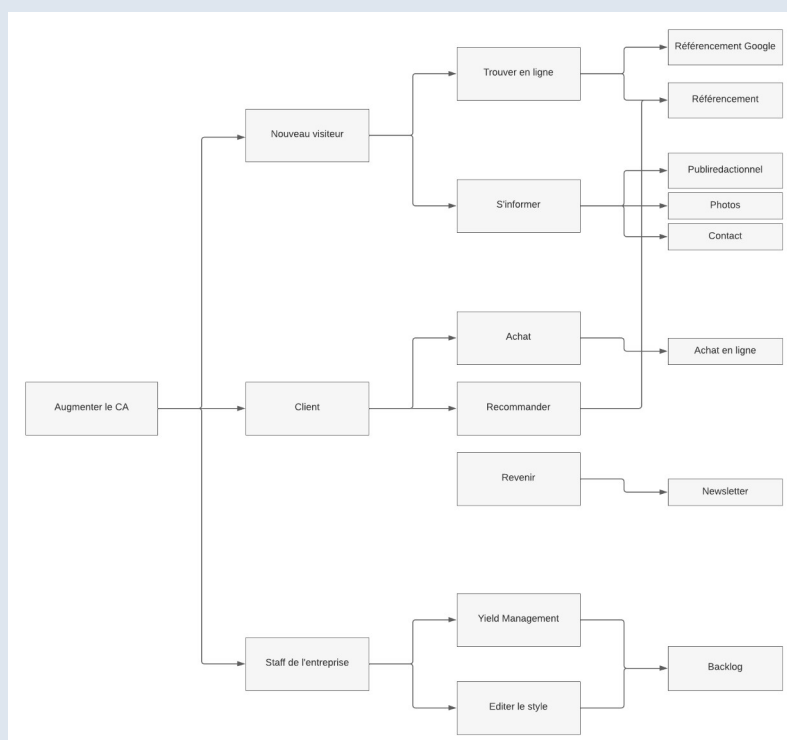 Référencement Google
Trouver en ligne
Référencement
Nouveau visiteur
Publiredactionnel
S'informer
Photos
Contact
Achat
Achat en ligne
Augmenter le CA
Client
Recommander
Revenir
Newsletter
Yield Management
Staff de l'entreprise
Backlog
Editer le style